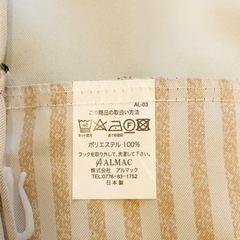 AL-03
この商品の取扱い方法
ポリエステル 100%
フックを取り外し、洗濯して下さい。
ALMAC
株式会社 アルマック
TEL.0776-83-1752
日本製